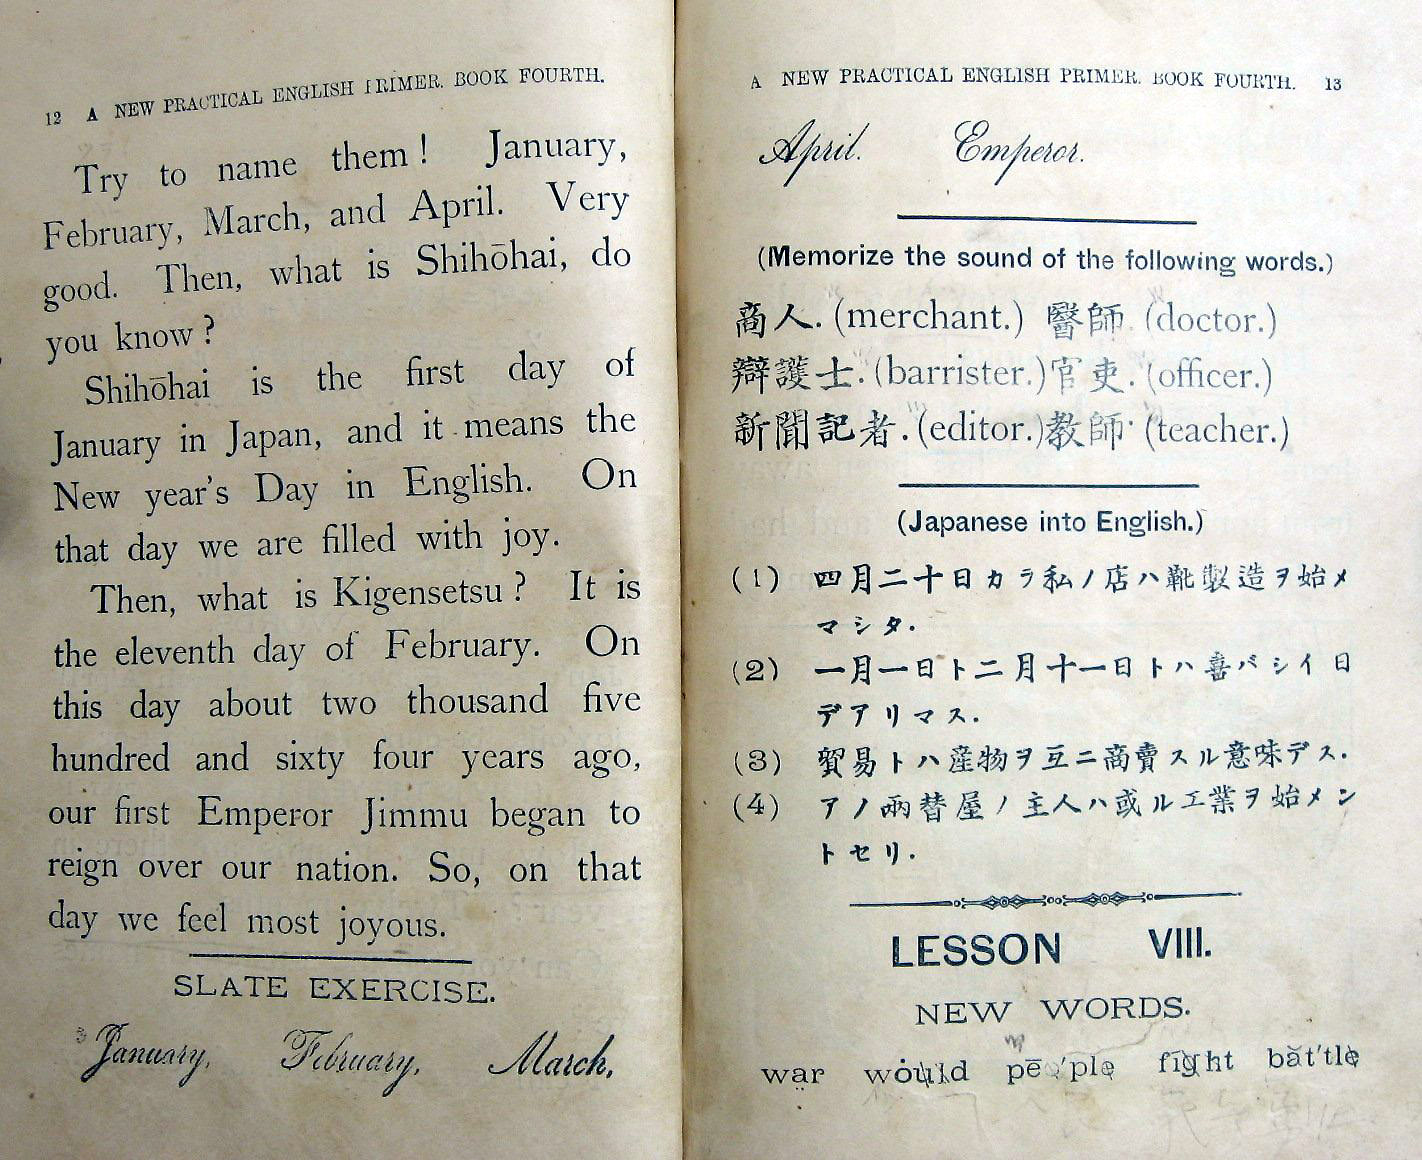 12 A NEW PRACTICAL ENGLISH PRIMER. BOOK FOURTH.
Try to name them! January,
February, March, and April. Very
good. Then, what is Shihōhai, do
you know?
Shihōhai is the first day of
January in Japan, and it means the
New year's Day in English. On
that day we are filled with joy.
Then, what is Kigensetsu? It is
the eleventh day of February. On
this day about two thousand five
hundred and sixty four years ago,
our first Emperor Jimmu began to
reign over our nation. So, on that
day we feel most joyous.
SLATE EXERCISE.
January, February, March,
A NEW PRACTICAL ENGLISH PRIMER. BOOK FOURTH. 13
April. Emperor.
(Memorize the sound of the following words.)
商人. (merchant.) 醫師. (doctor.)
辯護士. (barrister.) 官吏. (officer.)
新聞記者. (editor.) 教師. (teacher.)
(Japanese into English.)
(1) 四月二十日カラ私ノ店ハ靴製造ヲ始メ
マシタ.
(2) 一月一日ト二月十一日トハ喜バシイ日
デアリマス.
(3) 貿易トハ産物ヲ互ニ商賣スル意味デス.
(4) アノ兩替屋ノ主人ハ或ル工業ヲ始メン
トセリ.
LESSON VIII.
NEW WORDS.
wa̤r wo̤uld pēo'ple fīght băt'tle